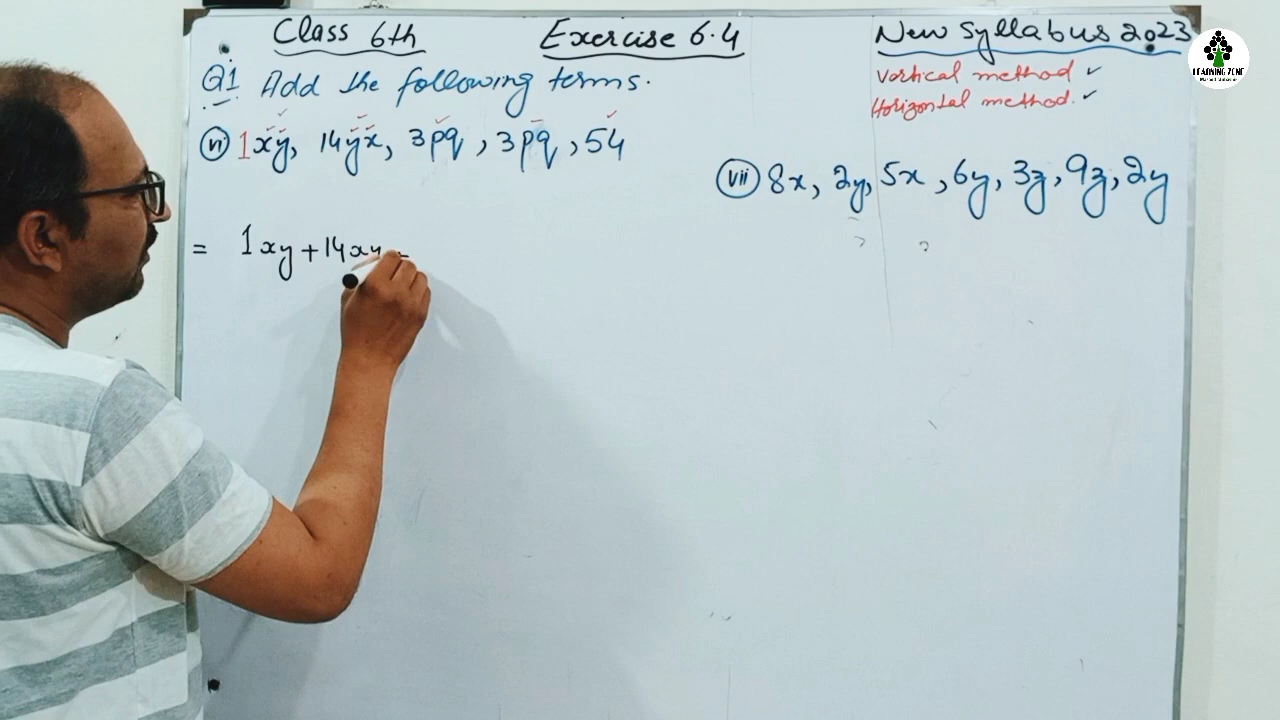 Class 6th Exercise 6.4 New Syllabus 2023
Q1 Add the following terms.
Vertical method ✓
Horizontal method. ✓
LEARNING ZONE
(vi) 1xy, 14yx, 3pq, 3pq, 54
(vii) 8x, 2y, 5x, 6y, 3z, 9z, 2y
= 1xy + 14xy